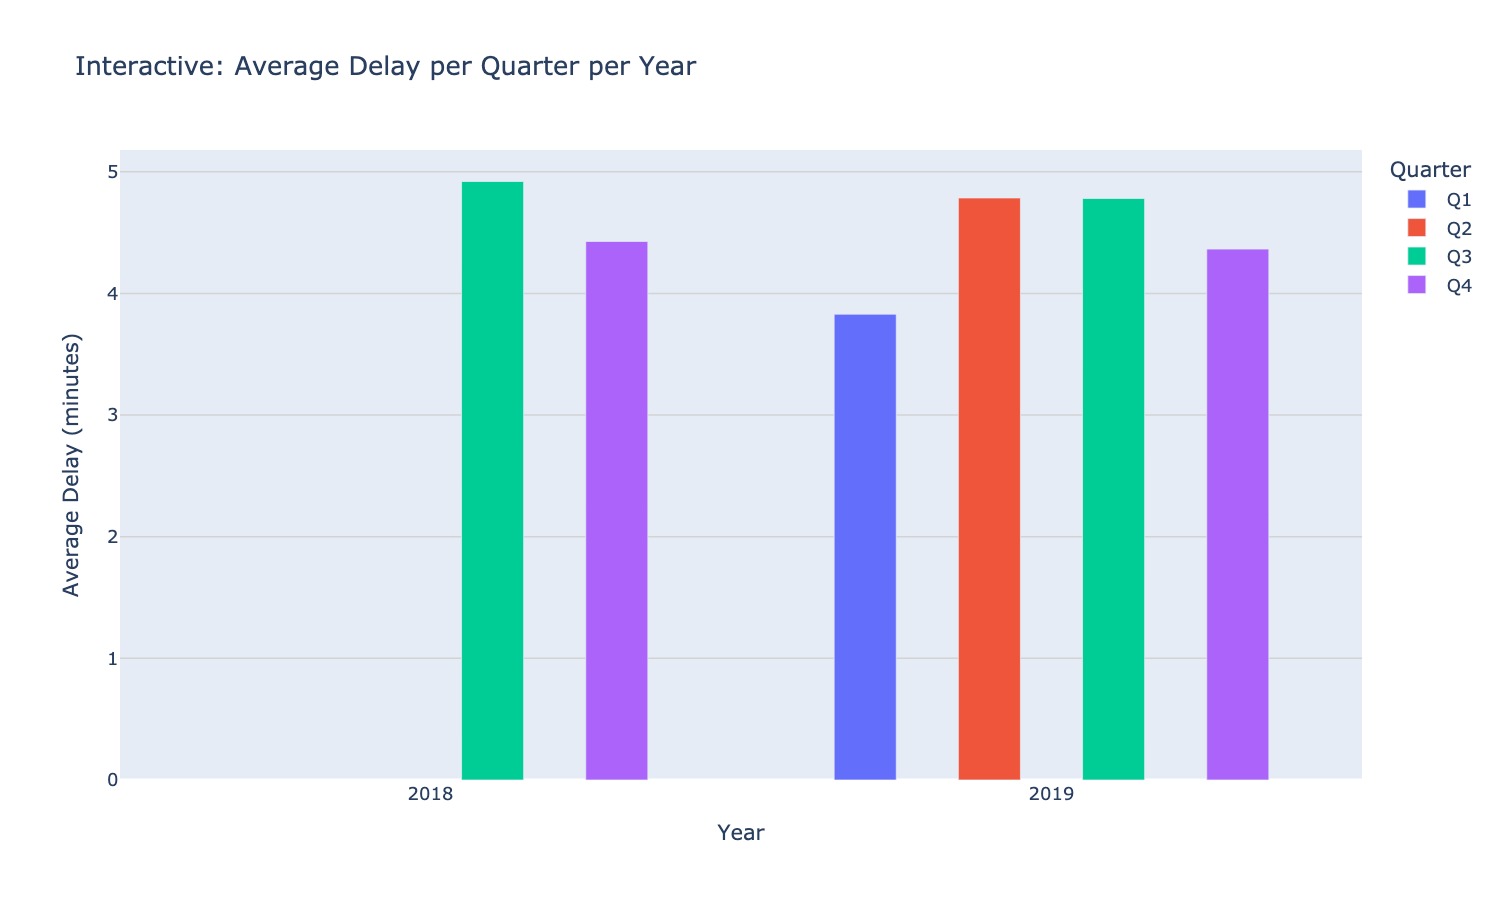 Interactive: Average Delay per Quarter per Year
Quarter
Q1
Q2
Q3
Q4
Average Delay (minutes)
5
4
3
2
1
0
2018
2019
Year